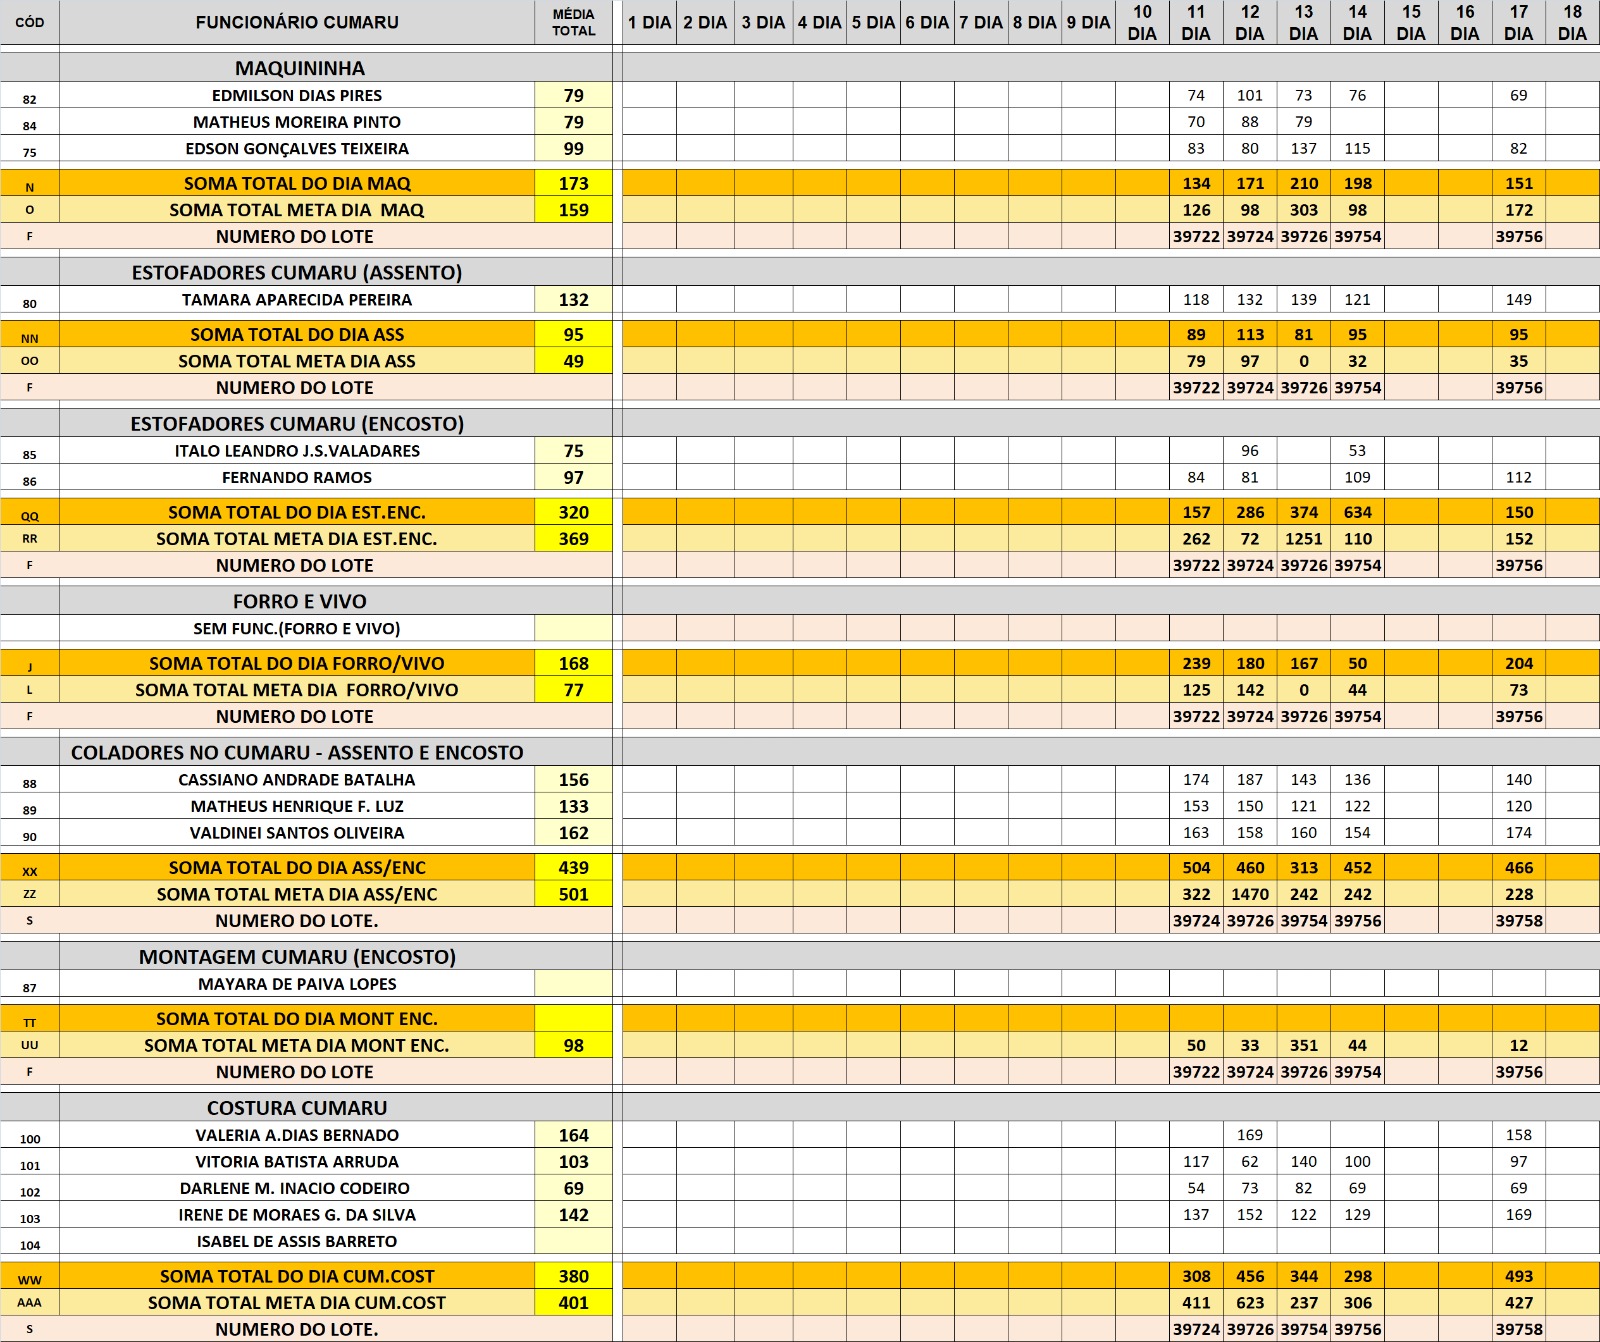 CÓD FUNCIONÁRIO CUMARU MÉDIA TOTAL 1 DIA 2 DIA 3 DIA 4 DIA 5 DIA 6 DIA 7 DIA 8 DIA 9 DIA 10 DIA 11 DIA 12 DIA 13 DIA 14 DIA 15 DIA 16 DIA 17 DIA 18 DIA
MAQUININHA
82 EDMILSON DIAS PIRES 79 74 101 73 76 69
84 MATHEUS MOREIRA PINTO 79 70 88 79
75 EDSON GONÇALVES TEIXEIRA 99 83 80 137 115 82
N SOMA TOTAL DO DIA MAQ 173 134 171 210 198 151
O SOMA TOTAL META DIA MAQ 159 126 98 303 98 172
F NUMERO DO LOTE 39722 39724 39726 39754 39756
ESTOFADORES CUMARU (ASSENTO)
80 TAMARA APARECIDA PEREIRA 132 118 132 139 121 149
NN SOMA TOTAL DO DIA ASS 95 89 113 81 95 95
OO SOMA TOTAL META DIA ASS 49 79 97 0 32 35
F NUMERO DO LOTE 39722 39724 39726 39754 39756
ESTOFADORES CUMARU (ENCOSTO)
85 ITALO LEANDRO J.S.VALADARES 75 96 53
86 FERNANDO RAMOS 97 84 81 109 112
QQ SOMA TOTAL DO DIA EST.ENC. 320 157 286 374 634 150
RR SOMA TOTAL META DIA EST.ENC. 369 262 72 1251 110 152
F NUMERO DO LOTE 39722 39724 39726 39754 39756
FORRO E VIVO
SEM FUNC.(FORRO E VIVO)
J SOMA TOTAL DO DIA FORRO/VIVO 168 239 180 167 50 204
L SOMA TOTAL META DIA FORRO/VIVO 77 125 142 0 44 73
F NUMERO DO LOTE 39722 39724 39726 39754 39756
COLADORES NO CUMARU - ASSENTO E ENCOSTO
88 CASSIANO ANDRADE BATALHA 156 174 187 143 136 140
89 MATHEUS HENRIQUE F. LUZ 133 153 150 121 122 120
90 VALDINEI SANTOS OLIVEIRA 162 163 158 160 154 174
XX SOMA TOTAL DO DIA ASS/ENC 439 504 460 313 452 466
ZZ SOMA TOTAL META DIA ASS/ENC 501 322 1470 242 242 228
S NUMERO DO LOTE. 39724 39726 39754 39756 39758
MONTAGEM CUMARU (ENCOSTO)
87 MAYARA DE PAIVA LOPES
TT SOMA TOTAL DO DIA MONT ENC.
UU SOMA TOTAL META DIA MONT ENC. 98 50 33 351 44 12
F NUMERO DO LOTE 39722 39724 39726 39754 39756
COSTURA CUMARU
100 VALERIA A.DIAS BERNADO 164 169 158
101 VITORIA BATISTA ARRUDA 103 117 62 140 100 97
102 DARLENE M. INACIO CODEIRO 69 54 73 82 69 69
103 IRENE DE MORAES G. DA SILVA 142 137 152 122 129 169
104 ISABEL DE ASSIS BARRETO
WW SOMA TOTAL DO DIA CUM.COST 380 308 456 344 298 493
AAA SOMA TOTAL META DIA CUM.COST 401 411 623 237 306 427
S NUMERO DO LOTE. 39724 39726 39754 39756 39758